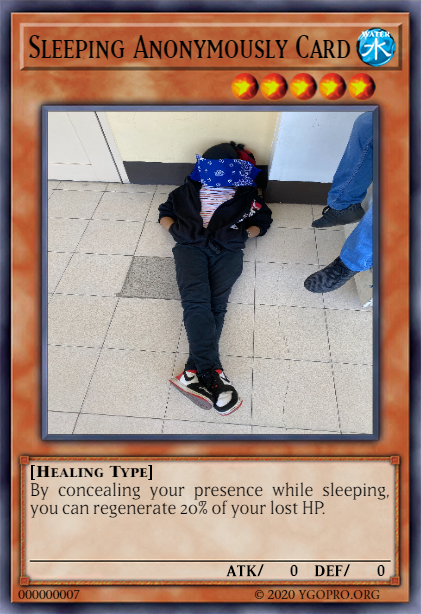 Sleeping Anonymously Card
WATER
水
[Healing Type]
By concealing your presence while sleeping,
you can regenerate 20% of your lost HP.
ATK/ 0 DEF/ 0
000000007
© 2020 YGOPRO.ORG